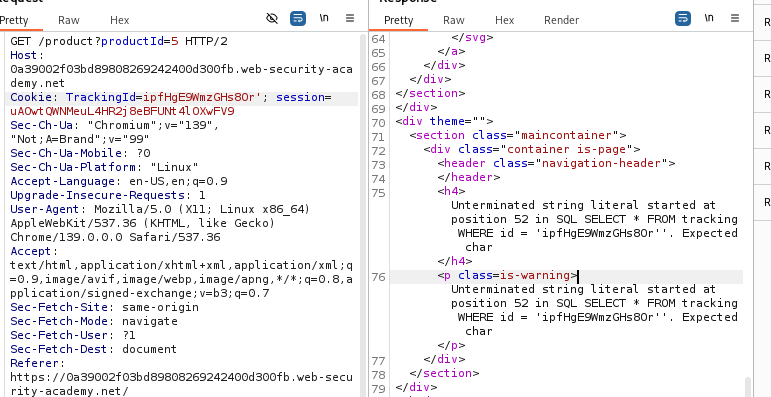 Request
Response
Pretty Raw Hex \n
Pretty Raw Hex Render \n
GET /product?productId=5 HTTP/2
Host:
0a39002f03bd89808269242400d300fb.web-security-aca
demy.net
Cookie: TrackingId=ipfHgE9WmzGHs8Or'; session=
uAOwtQWNMeuL4HR2j8eBFUNt4lOXwFV9
Sec-Ch-Ua: "Chromium";v="139",
"Not;A=Brand";v="99"
Sec-Ch-Ua-Mobile: ?0
Sec-Ch-Ua-Platform: "Linux"
Accept-Language: en-US,en;q=0.9
Upgrade-Insecure-Requests: 1
User-Agent: Mozilla/5.0 (X11; Linux x86_64)
AppleWebKit/537.36 (KHTML, like Gecko)
Chrome/139.0.0.0 Safari/537.36
Accept:
text/html,application/xhtml+xml,application/xml;q
=0.9,image/avif,image/webp,image/apng,*/*;q=0.8,a
pplication/signed-exchange;v=b3;q=0.7
Sec-Fetch-Site: same-origin
Sec-Fetch-Mode: navigate
Sec-Fetch-User: ?1
Sec-Fetch-Dest: document
Referer:
https://0a39002f03bd89808269242400d300fb.web-secu
rity-academy.net/
64 </svg>
65 </a>
66 </div>
67 </div>
68 </section>
69 </div>
70 <div theme="">
71 <section class="maincontainer">
72 <div class="container is-page">
73 <header class="navigation-header">
74 </header>
75 <h4>
Unterminated string literal started at
position 52 in SQL SELECT * FROM tracking
WHERE id = 'ipfHgE9WmzGHs8Or''. Expected
char
</h4>
76 <p class=is-warning>
Unterminated string literal started at
position 52 in SQL SELECT * FROM tracking
WHERE id = 'ipfHgE9WmzGHs8Or''. Expected
char
</p>
77 </div>
78 </section>
79 </div>
R
R
R
R
R